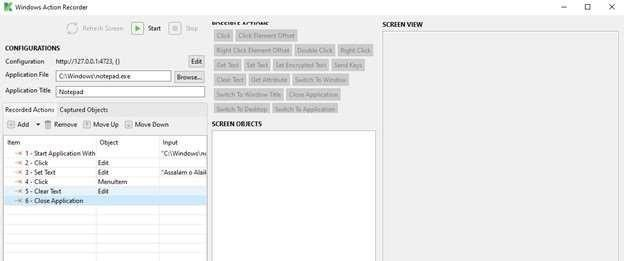 Windows Action Recorder
Refresh Screen Start Stop
CONFIGURATIONS
Configuration http://127.0.0.1:4723, {} Edit
Application File C:\Windows\notepad.exe Browse...
Application Title Notepad
Recorded Actions Captured Objects
Add Remove Move Up Move Down
Item Object Input
1 - Start Application With "C:\\Windows\\no
2 - Click Edit
3 - Set Text Edit "Assalam o Alaik
4 - Click MenuItem
5 - Clear Text Edit
6 - Close Application
POSSIBLE ACTIONS
Click Click Element Offset
Right Click Element Offset Double Click Right Click
Get Text Set Text Set Encrypted Text Send Keys
Clear Text Get Attribute Switch To Window
Switch To Window Title Close Application
Switch To Desktop Switch To Application
SCREEN OBJECTS
SCREEN VIEW